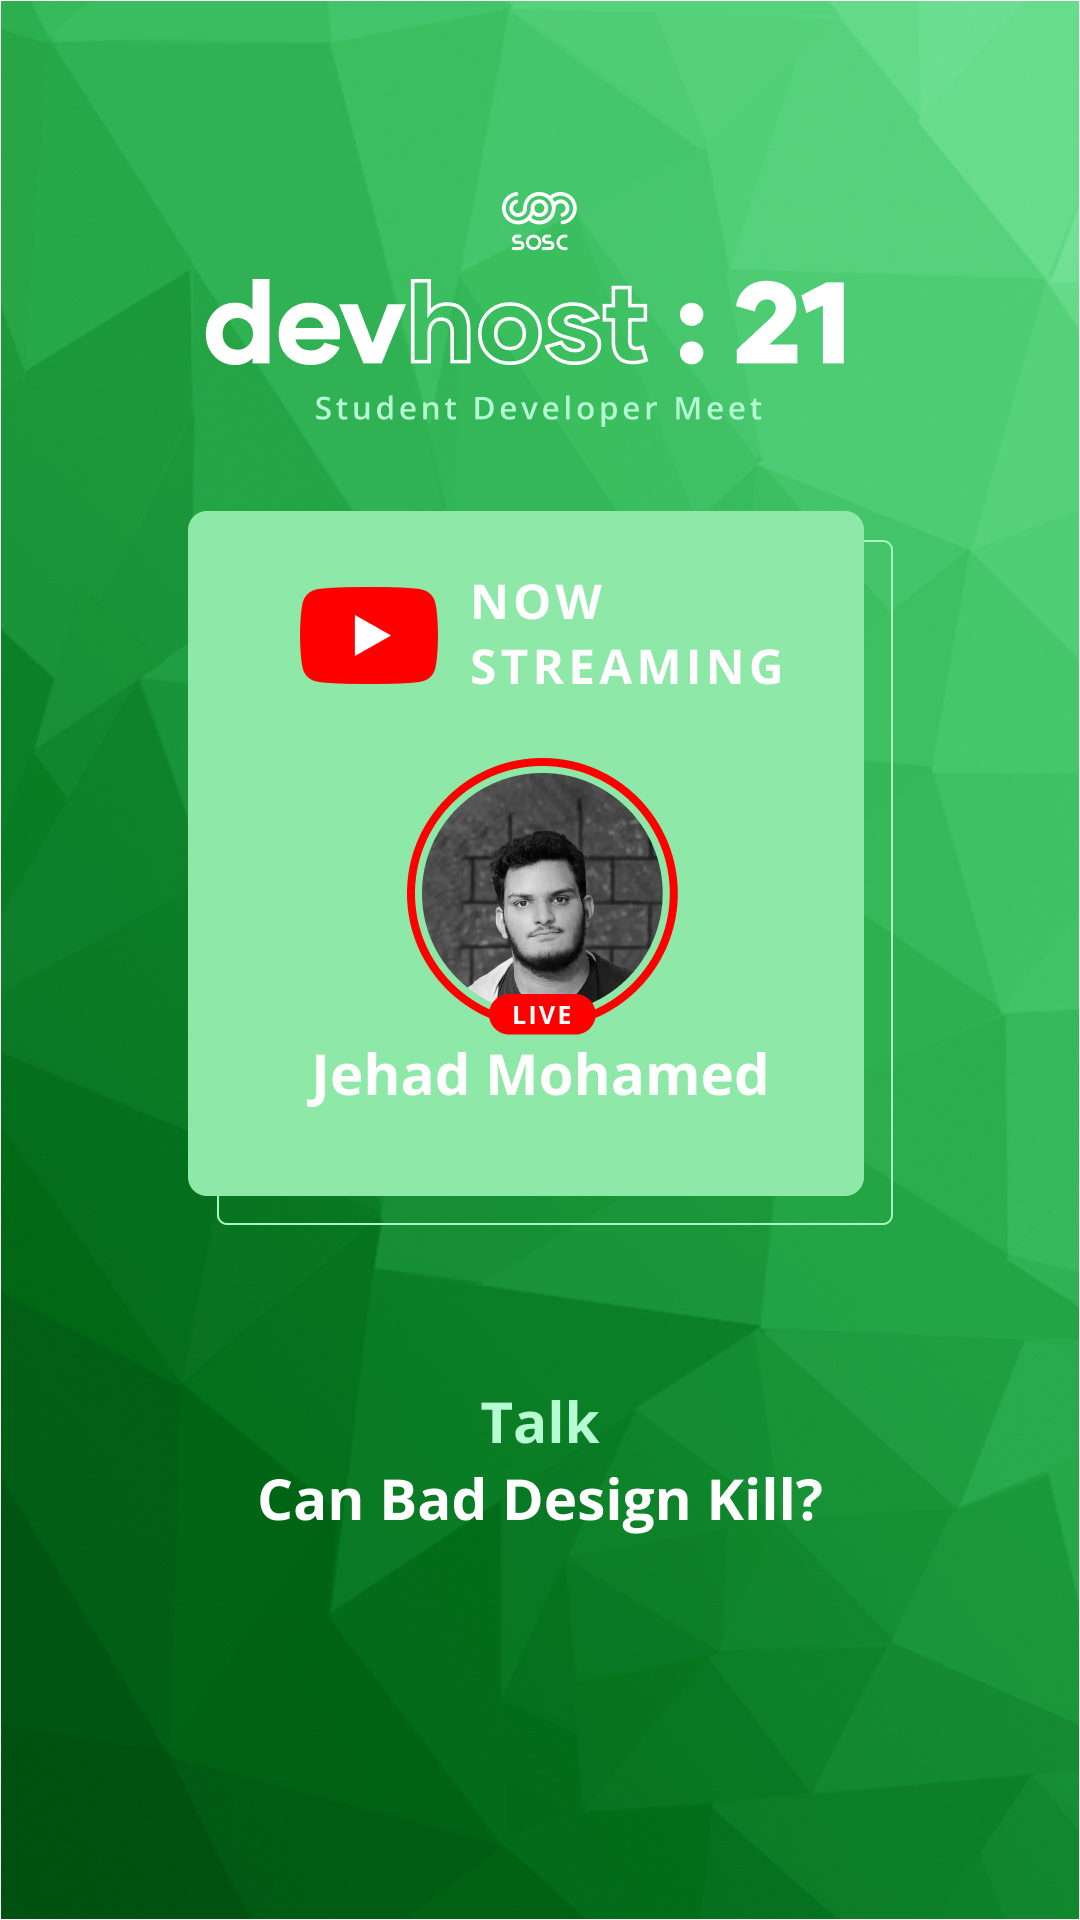 SOSC
devhost : 21
Student Developer Meet
NOW
STREAMING
LIVE
Jehad Mohamed
Talk
Can Bad Design Kill?